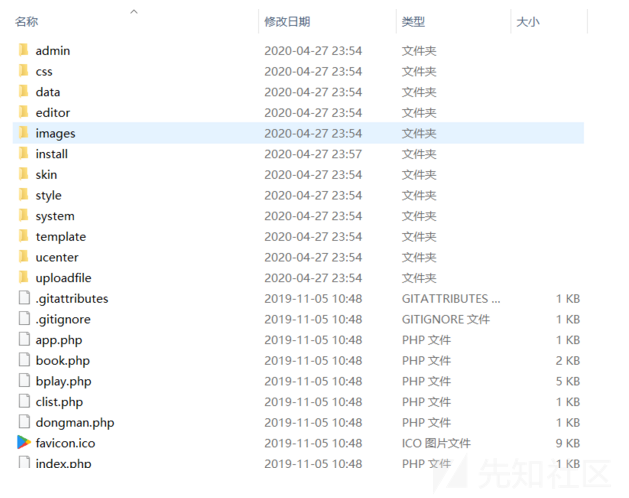 名称 修改日期 类型 大小
admin 2020-04-27 23:54 文件夹
css 2020-04-27 23:54 文件夹
data 2020-04-27 23:54 文件夹
editor 2020-04-27 23:54 文件夹
images 2020-04-27 23:54 文件夹
install 2020-04-27 23:57 文件夹
skin 2020-04-27 23:54 文件夹
style 2020-04-27 23:54 文件夹
system 2020-04-27 23:54 文件夹
template 2020-04-27 23:54 文件夹
ucenter 2020-04-27 23:54 文件夹
uploadfile 2020-04-27 23:54 文件夹
.gitattributes 2019-11-05 10:48 GITATTRIBUTES ... 1 KB
.gitignore 2019-11-05 10:48 GITIGNORE 文件 1 KB
app.php 2019-11-05 10:48 PHP 文件 1 KB
book.php 2019-11-05 10:48 PHP 文件 2 KB
bplay.php 2019-11-05 10:48 PHP 文件 5 KB
clist.php 2019-11-05 10:48 PHP 文件 1 KB
dongman.php 2019-11-05 10:48 PHP 文件 1 KB
favicon.ico 2019-11-05 10:48 ICO 图片文件 9 KB
index.php 2019-11-05 10:48 PHP 文件 1 KB
先知社区